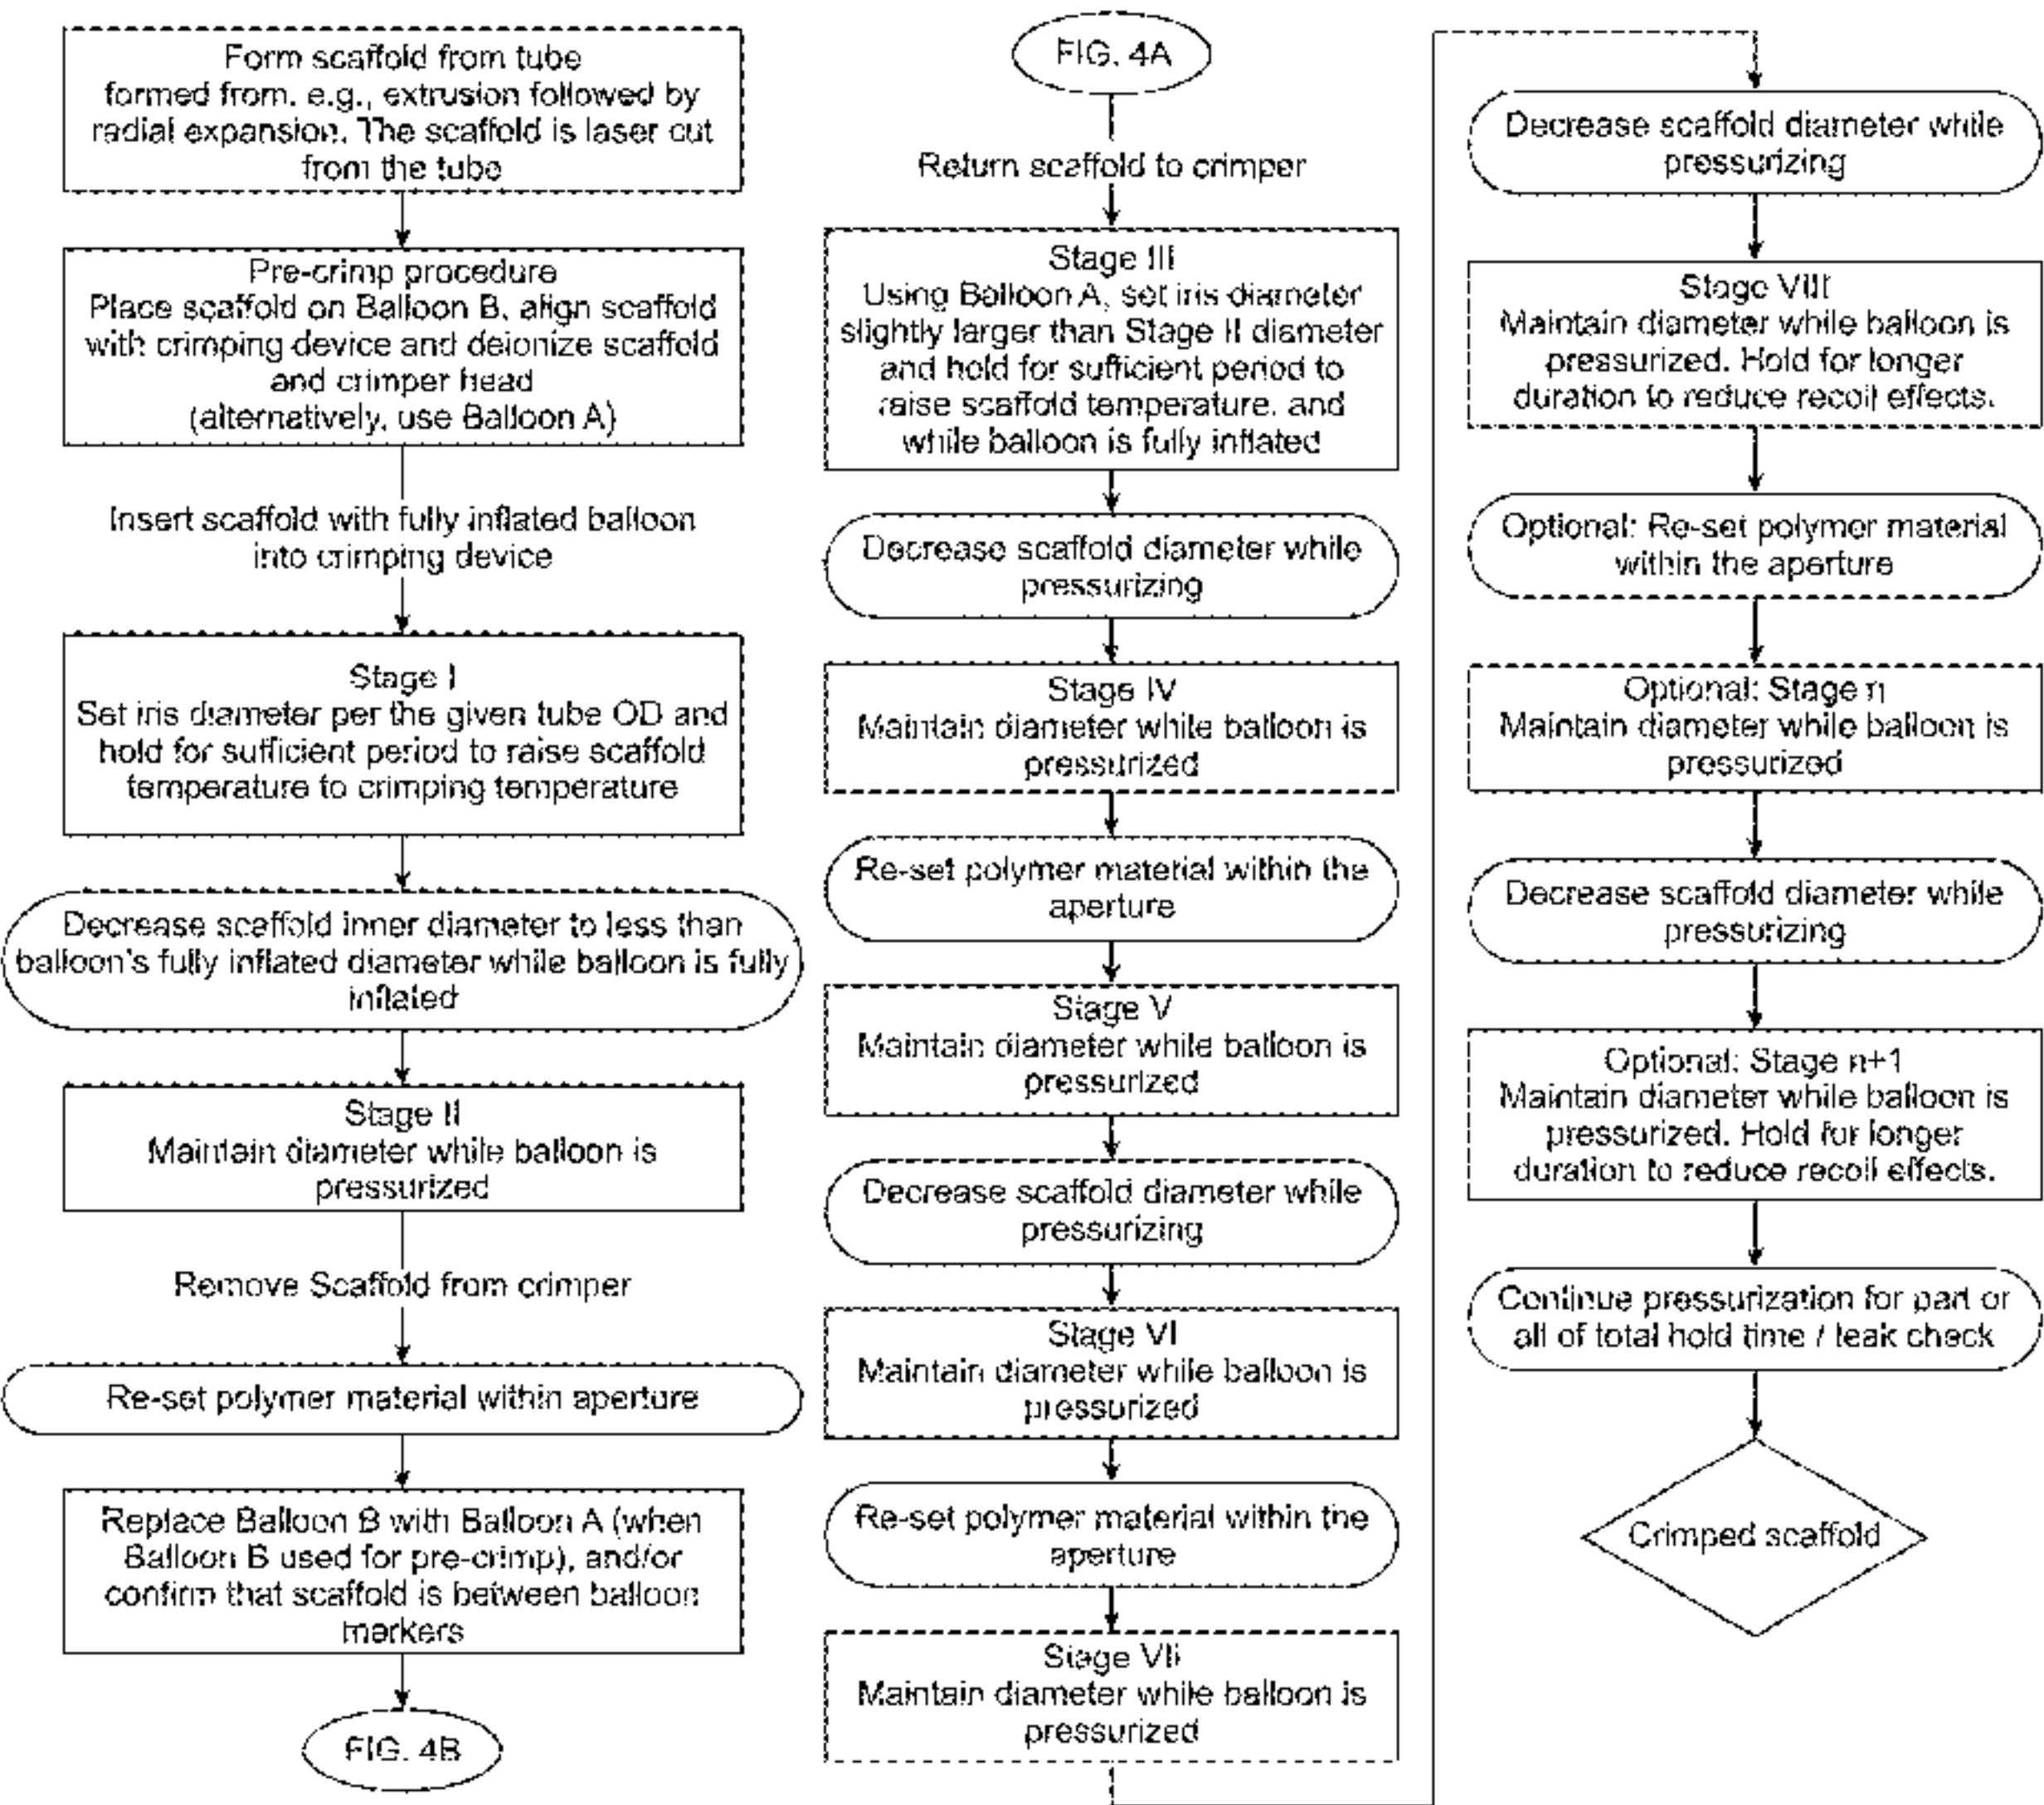 Form scaffold from tube
formed from, e.g., extrusion followed by
radial expansion. The scaffold is laser cut
from the tube
Pre-crimp procedure
Place scaffold on Balloon B, align scaffold
with crimping device and deionize scaffold
and crimper head
(alternatively, use Balloon A)
Insert scaffold with fully inflated balloon
into crimping device
Stage I
Set iris diameter per the given tube OD and
hold for sufficient period to raise scaffold
temperature to crimping temperature
Decrease scaffold inner diameter to less than
balloon's fully inflated diameter while balloon is fully
inflated
Stage II
Maintain diameter while balloon is
pressurized
Remove Scaffold from crimper
Re-set polymer material within aperture
Replace Balloon B with Balloon A (when
Balloon B used for pre-crimp), and/or
confirm that scaffold is between balloon
markers
FIG. 4B
FIG. 4A
Return scaffold to crimper
Stage III
Using Balloon A, set iris diameter
slightly larger than Stage II diameter
and hold for sufficient period to
raise scaffold temperature, and
while balloon is fully inflated
Decrease scaffold diameter while
pressurizing
Stage IV
Maintain diameter while balloon is
pressurized
Re-set polymer material within the
aperture
Stage V
Maintain diameter while balloon is
pressurized
Decrease scaffold diameter while
pressurizing
Stage VI
Maintain diameter while balloon is
pressurized
Re-set polymer material within the
aperture
Stage VII
Maintain diameter while balloon is
pressurized
Decrease scaffold diameter while
pressurizing
Stage VIII
Maintain diameter while balloon is
pressurized. Hold for longer
duration to reduce recoil effects.
Optional: Re-set polymer material
within the aperture
Optional: Stage n
Maintain diameter while balloon is
pressurized
Decrease scaffold diameter while
pressurizing
Optional: Stage n+1
Maintain diameter while balloon is
pressurized. Hold for longer
duration to reduce recoil effects.
Continue pressurization for part or
all of total hold time / leak check
Crimped scaffold